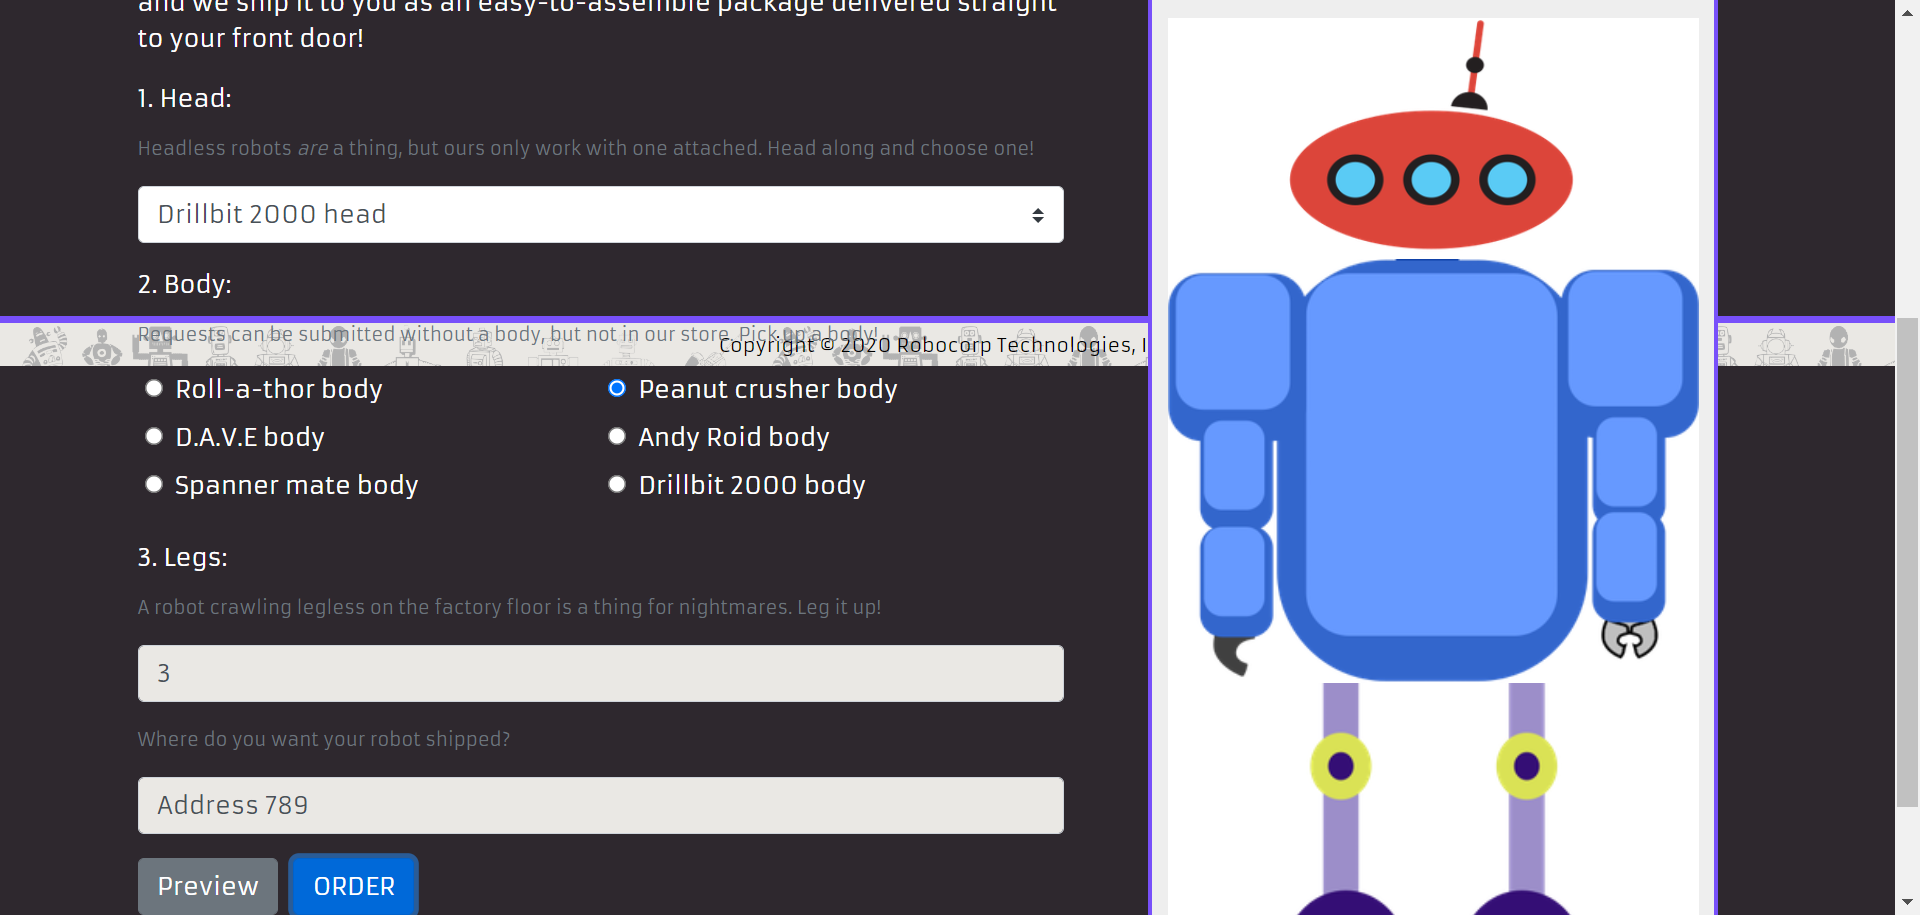 and we ship it to you as an easy-to-assemble package delivered straight
to your front door!
1. Head:
Headless robots are a thing, but ours only work with one attached. Head along and choose one!
Drillbit 2000 head
2. Body:
Requests can be submitted without a body, but not in our store. Pick up a body!
Copyright © 2020 Robocorp Technologies, I
Roll-a-thor body
Peanut crusher body
D.A.V.E body
Andy Roid body
Spanner mate body
Drillbit 2000 body
3. Legs:
A robot crawling legless on the factory floor is a thing for nightmares. Leg it up!
3
Where do you want your robot shipped?
Address 789
Preview
ORDER